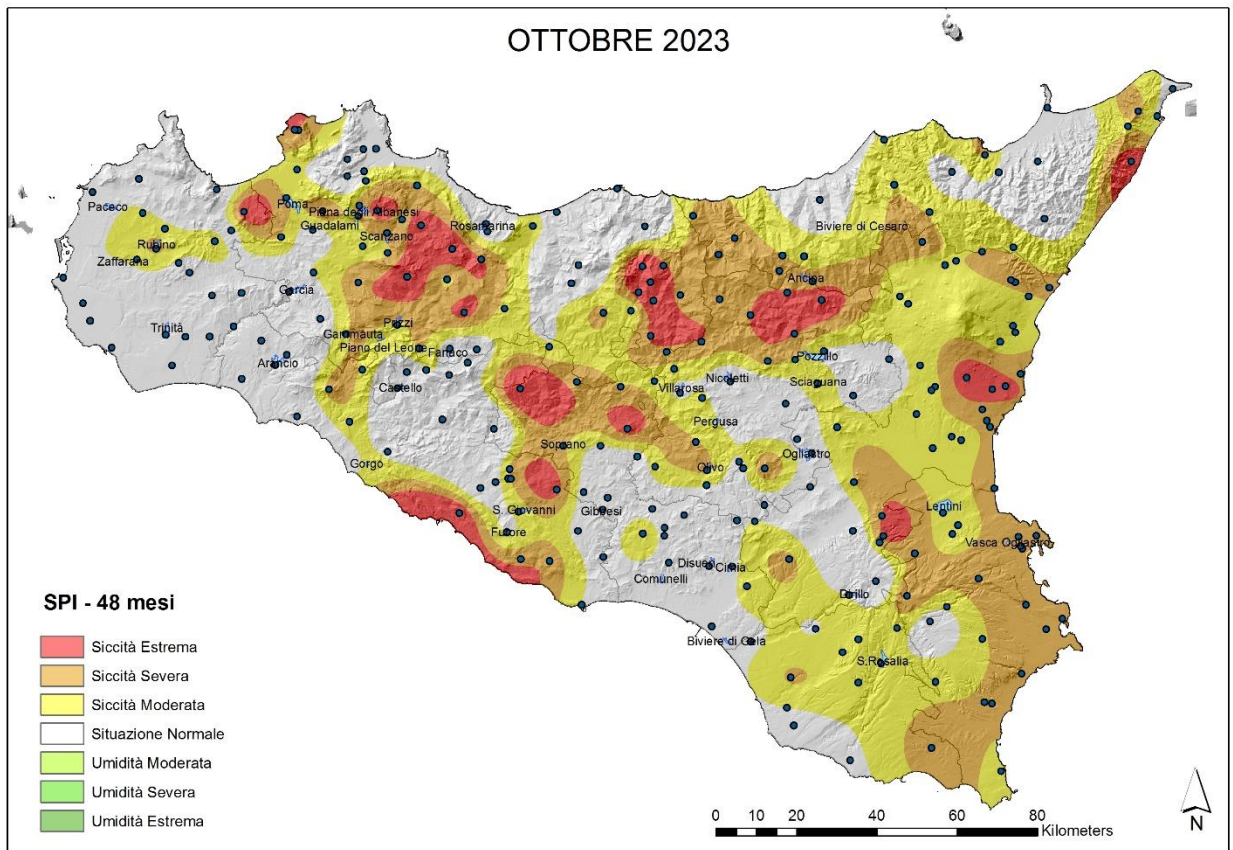 OTTOBRE 2023
Paceco
Rubino
Zaffarana
Trinità
Poma
Piana degli Albanesi
Guadalami
Scanzano
Rosamarina
Garcia
Arancio
Prizzi
Gammauta
Piano del Leone
Fanaco
Castello
Gorgo
Biviere di Cesarò
Ancipa
Pozzillo
Sciaguana
Nicoletti
Villarosa
Pergusa
Ogliastro
Olivo
Soprano
S. Giovanni
Furore
Gibbesi
Lentini
Vasca Ogliastro
Disueri
Cimia
Comunelli
Dirillo
Biviere di Gela
S.Rosalia
SPI - 48 mesi
Siccità Estrema
Siccità Severa
Siccità Moderata
Situazione Normale
Umidità Moderata
Umidità Severa
Umidità Estrema
0 10 20 40 60 80
Kilometers
N